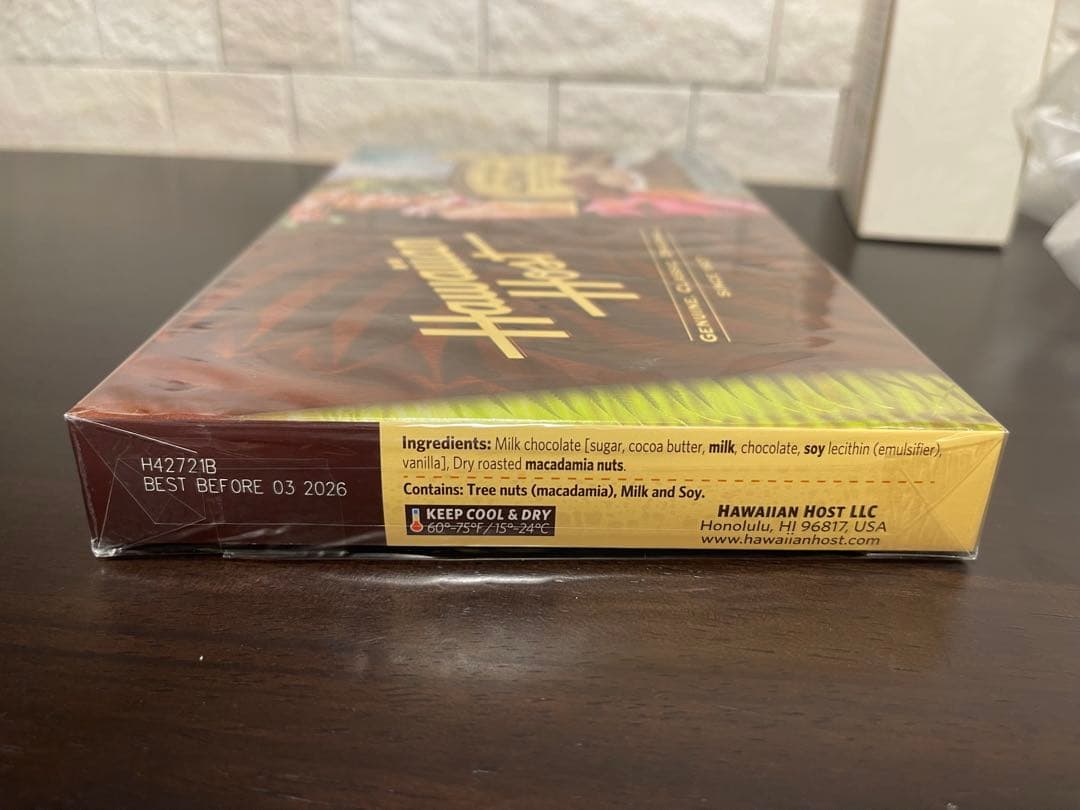 Hawaiian
Host
GENUINE. CLASSIC.
SINCE
H42721B
BEST BEFORE 03 2026
Ingredients: Milk chocolate [sugar, cocoa butter, milk, chocolate, soy lecithin (emulsifier),
vanilla], Dry roasted macadamia nuts.
Contains: Tree nuts (macadamia), Milk and Soy.
KEEP COOL & DRY
60°–75°F/15°–24°C
HAWAIIAN HOST LLC
Honolulu, HI 96817, USA
www.hawaiianhost.com